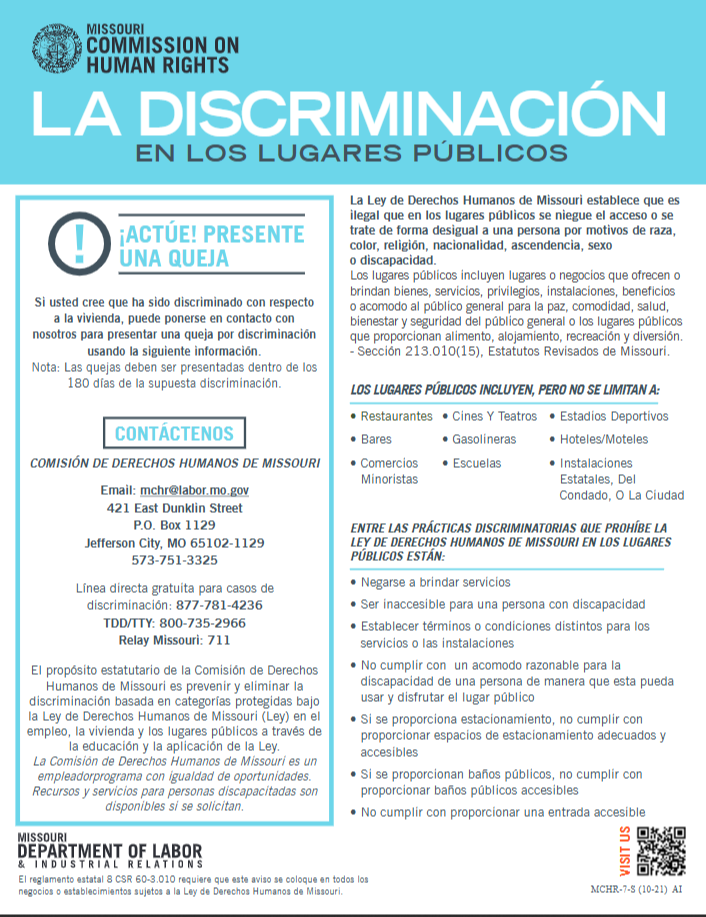 MISSOURI
COMMISSION ON
HUMAN RIGHTS
LA DISCRIMINACIÓN
EN LOS LUGARES PÚBLICOS
!
¡ACTÚE! PRESENTE
UNA QUEJA
Si usted cree que ha sido discriminado con respecto
a la vivienda, puede ponerse en contacto con
nosotros para presentar una queja por discriminación
usando la siguiente información.
Nota: Las quejas deben ser presentadas dentro de los
180 días de la supuesta discriminación.
CONTÁCTENOS
COMISIÓN DE DERECHOS HUMANOS DE MISSOURI
Email: mchr@labor.mo.gov
421 East Dunklin Street
P.O. Box 1129
Jefferson City, MO 65102-1129
573-751-3325
Línea directa gratuita para casos de
discriminación: 877-781-4236
TDD/TTY: 800-735-2966
Relay Missouri: 711
El propósito estatutario de la Comisión de Derechos
Humanos de Missouri es prevenir y eliminar la
discriminación basada en categorías protegidas bajo
la Ley de Derechos Humanos de Missouri (Ley) en el
empleo, la vivienda y los lugares públicos a través de
la educación y la aplicación de la Ley.
La Comisión de Derechos Humanos de Missouri es un
empleadorprograma con igualdad de oportunidades.
Recursos y servicios para personas discapacitadas son
disponibles si se solicitan.
La Ley de Derechos Humanos de Missouri establece que es
ilegal que en los lugares públicos se niegue el acceso o se
trate de forma desigual a una persona por motivos de raza,
color, religión, nacionalidad, ascendencia, sexo
o discapacidad.
Los lugares públicos incluyen lugares o negocios que ofrecen o
brindan bienes, servicios, privilegios, instalaciones, beneficios
o acomodo al público general para la paz, comodidad, salud,
bienestar y seguridad del público general o los lugares públicos
que proporcionan alimento, alojamiento, recreación y diversión.
- Sección 213.010(15), Estatutos Revisados de Missouri.
LOS LUGARES PÚBLICOS INCLUYEN, PERO NO SE LIMITAN A:
• Restaurantes • Cines Y Teatros • Estadios Deportivos
• Bares • Gasolineras • Hoteles/Moteles
• Comercios • Escuelas • Instalaciones
Minoristas Estatales, Del
Condado, O La Ciudad
ENTRE LAS PRÁCTICAS DISCRIMINATORIAS QUE PROHÍBE LA
LEY DE DERECHOS HUMANOS DE MISSOURI EN LOS LUGARES
PÚBLICOS ESTÁN:
• Negarse a brindar servicios
• Ser inaccesible para una persona con discapacidad
• Establecer términos o condiciones distintos para los
servicios o las instalaciones
• No cumplir con un acomodo razonable para la
discapacidad de una persona de manera que esta pueda
usar y disfrutar el lugar público
• Si se proporciona estacionamiento, no cumplir con
proporcionar espacios de estacionamiento adecuados y
accesibles
• Si se proporcionan baños públicos, no cumplir con
proporcionar baños públicos accesibles
• No cumplir con proporcionar una entrada accesible
MISSOURI
DEPARTMENT OF LABOR
& INDUSTRIAL RELATIONS
El reglamento estatal 8 CSR 60-3.010 requiere que este aviso se coloque en todos los
negocios o establecimientos sujetos a la Ley de Derechos Humanos de Missouri.
VISIT US
MCHR-7-S (10-21) AI